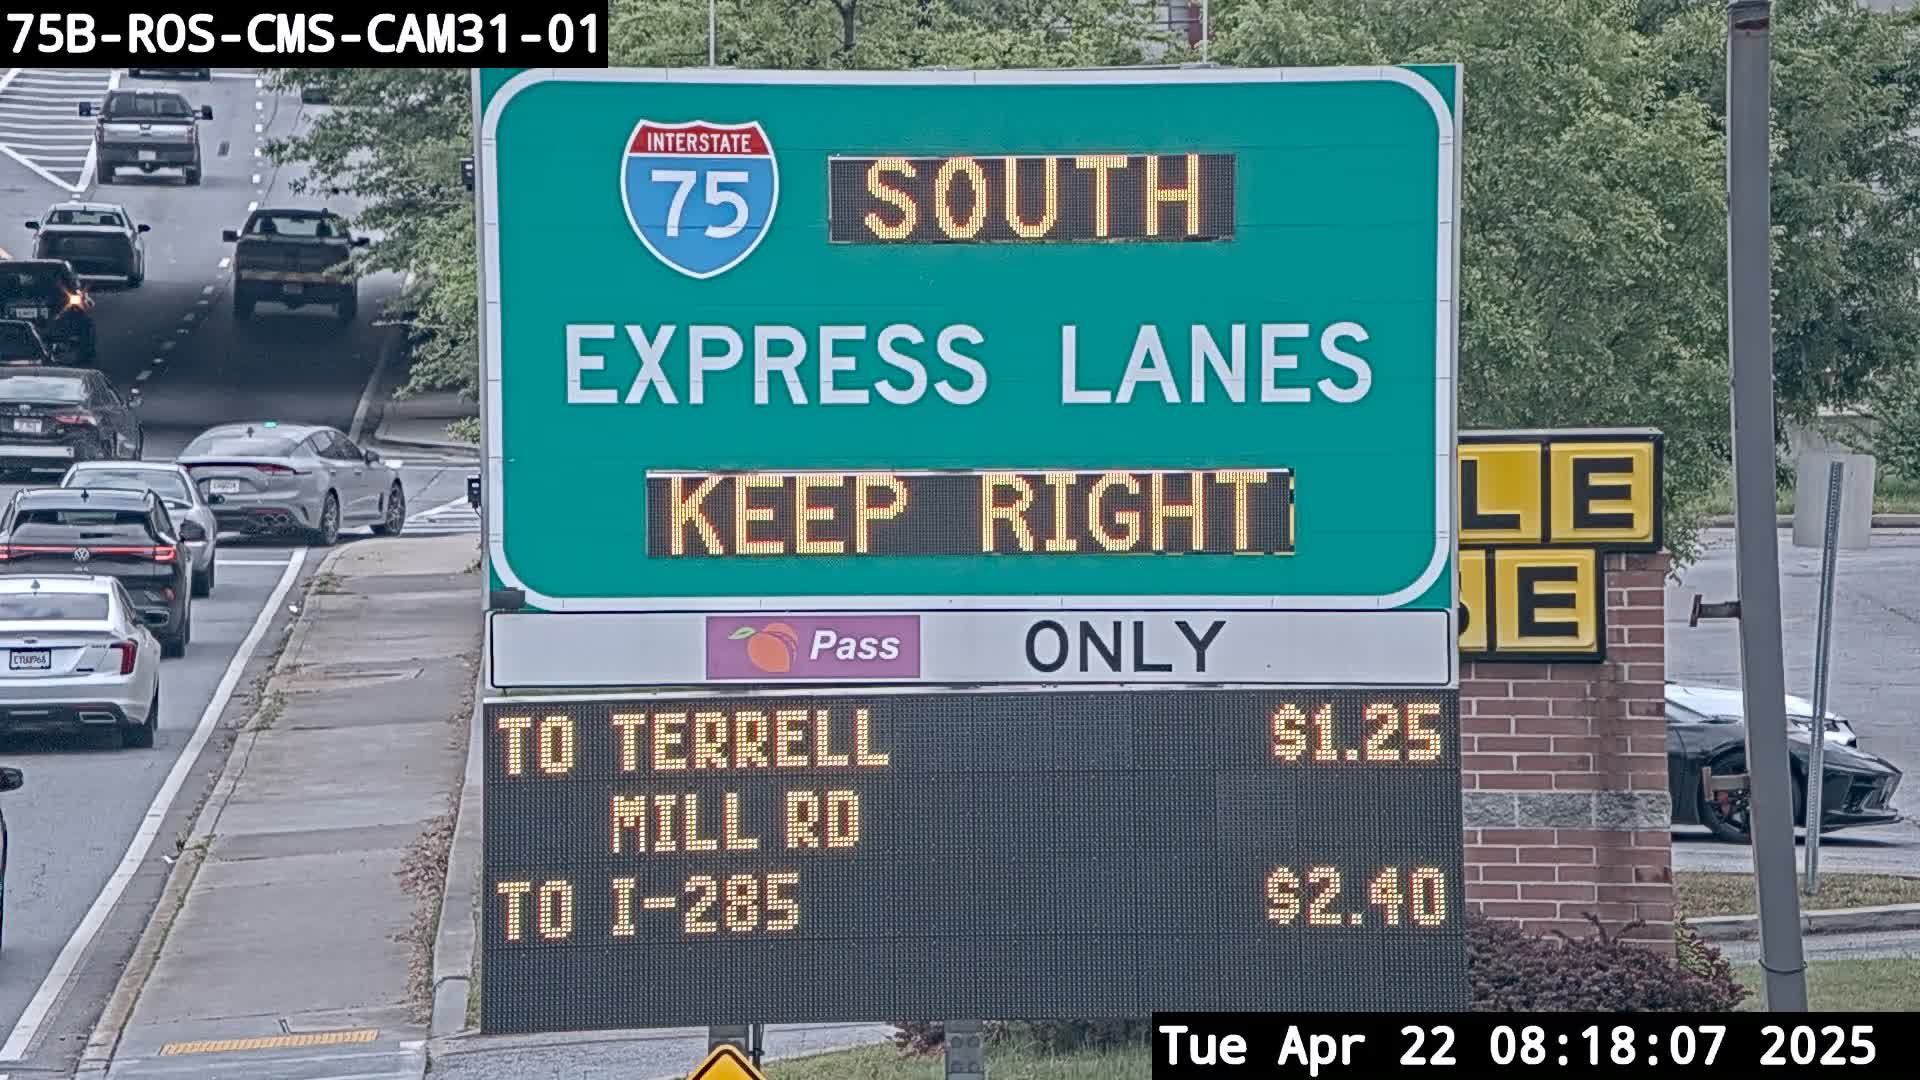 75B-ROS-CMS-CAM31-01
INTERSTATE
75
SOUTH
EXPRESS LANES
KEEP RIGHT
LE
E
Pass ONLY
TO TERRELL $1.25
MILL RD
TO I-285 $2.40
Tue Apr 22 08:18:07 2025